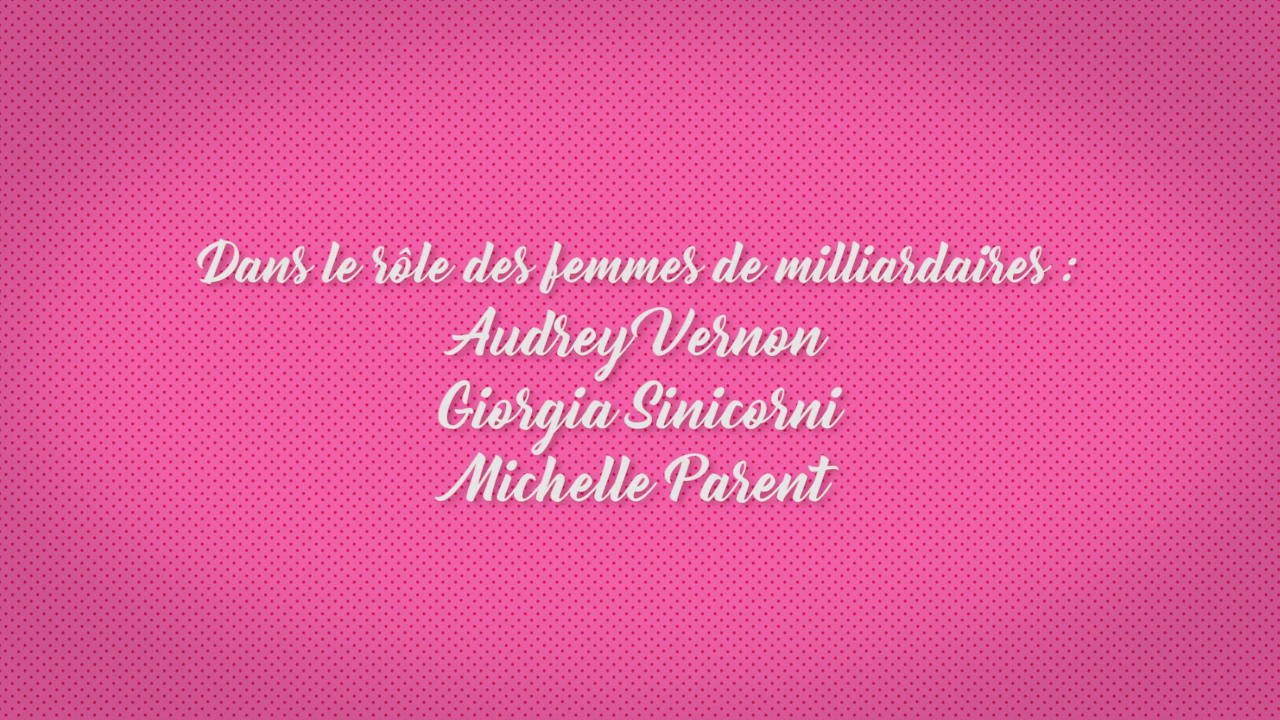 Dans le rôle des femmes de milliardaires :
Audrey Vernon
Giorgia Sinicorni
Michelle Parent